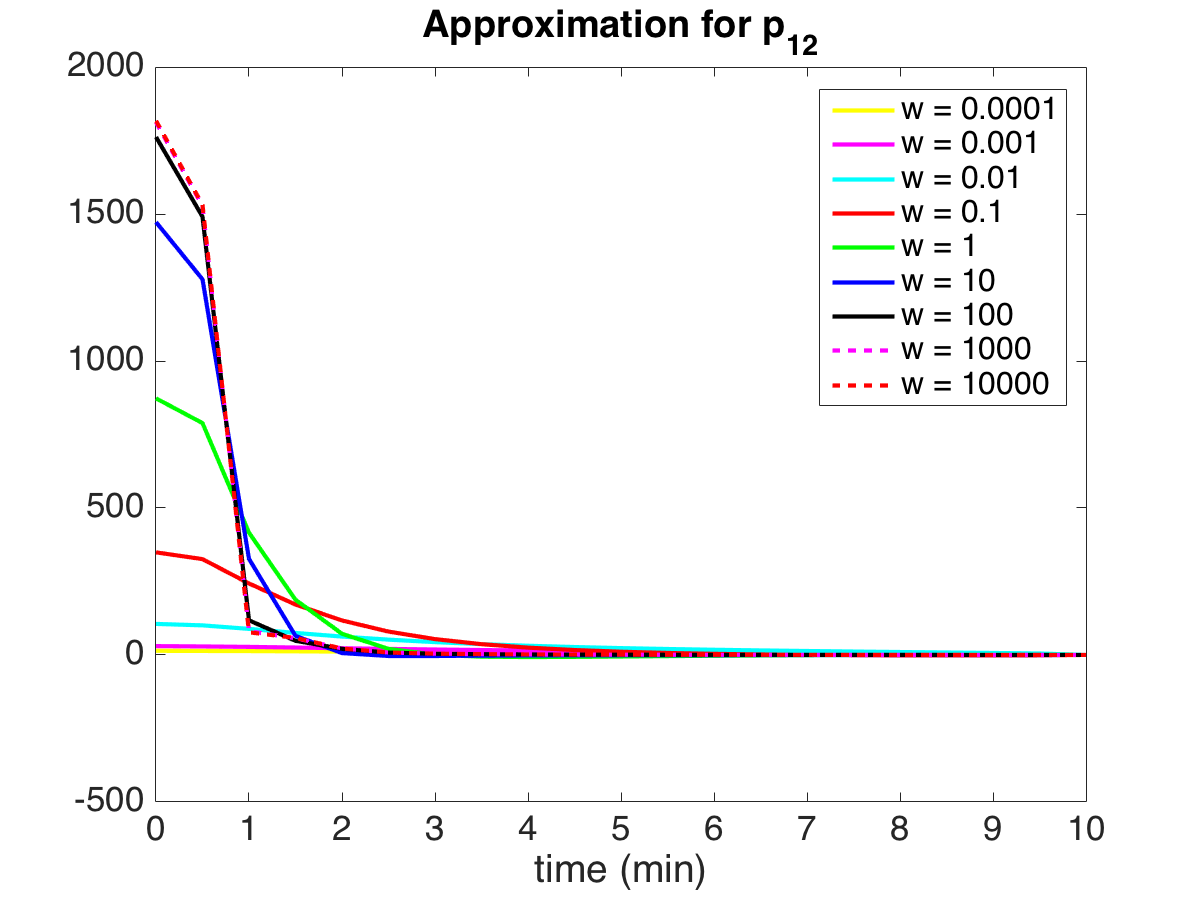 Approximation for p12
2000
1500
1000
500
0
-500
w = 0.0001
w = 0.001
w = 0.01
w = 0.1
w = 1
w = 10
w = 100
w = 1000
w = 10000
0 1 2 3 4 5 6 7 8 9 10
time (min)